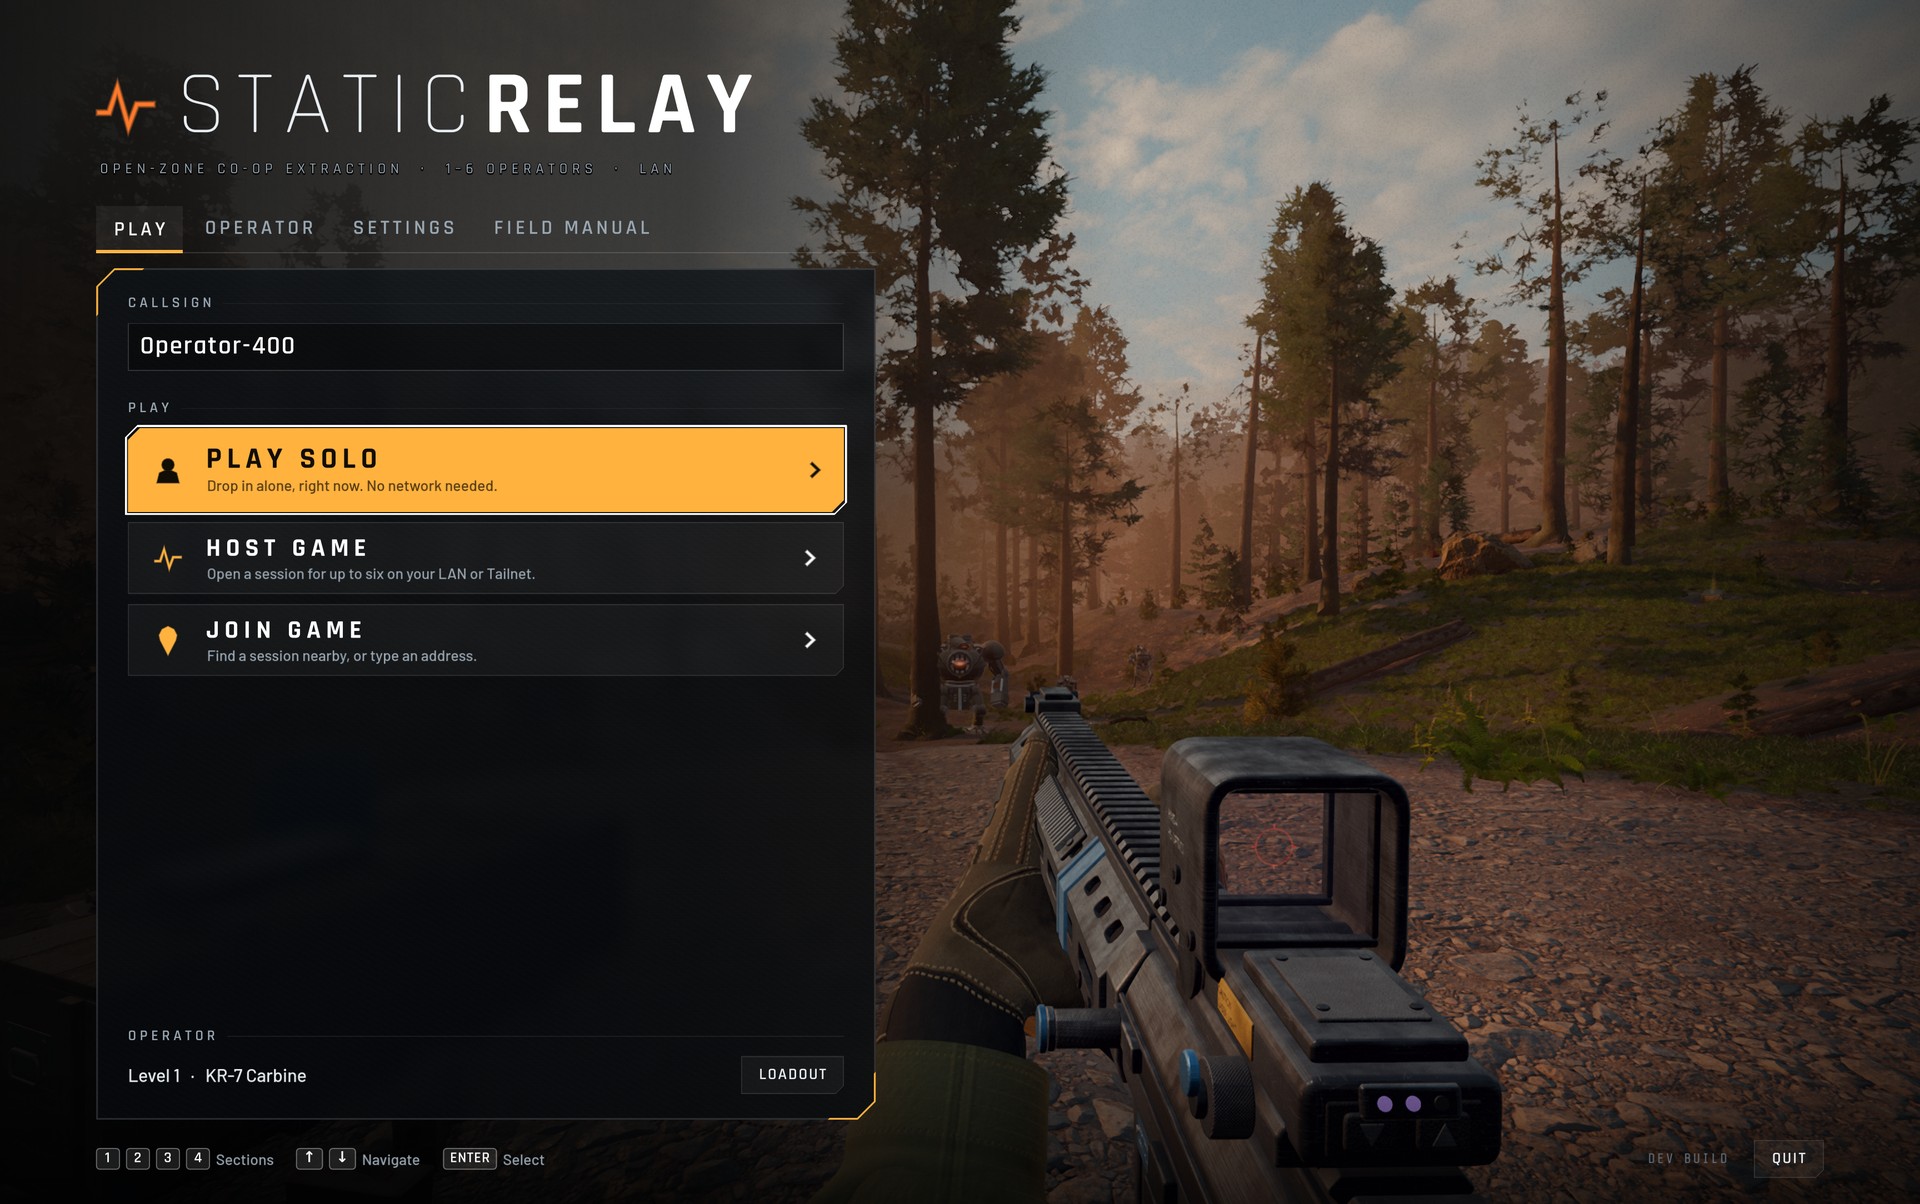 STATICRELAY
OPEN-ZONE CO-OP EXTRACTION · 1-6 OPERATORS · LAN
PLAY OPERATOR SETTINGS FIELD MANUAL
CALLSIGN
Operator-400
PLAY
PLAY SOLO
Drop in alone, right now. No network needed.
HOST GAME
Open a session for up to six on your LAN or Tailnet.
JOIN GAME
Find a session nearby, or type an address.
OPERATOR
Level 1 · KR-7 Carbine
LOADOUT
1 2 3 4 Sections ↑ ↓ Navigate ENTER Select
DEV BUILD QUIT